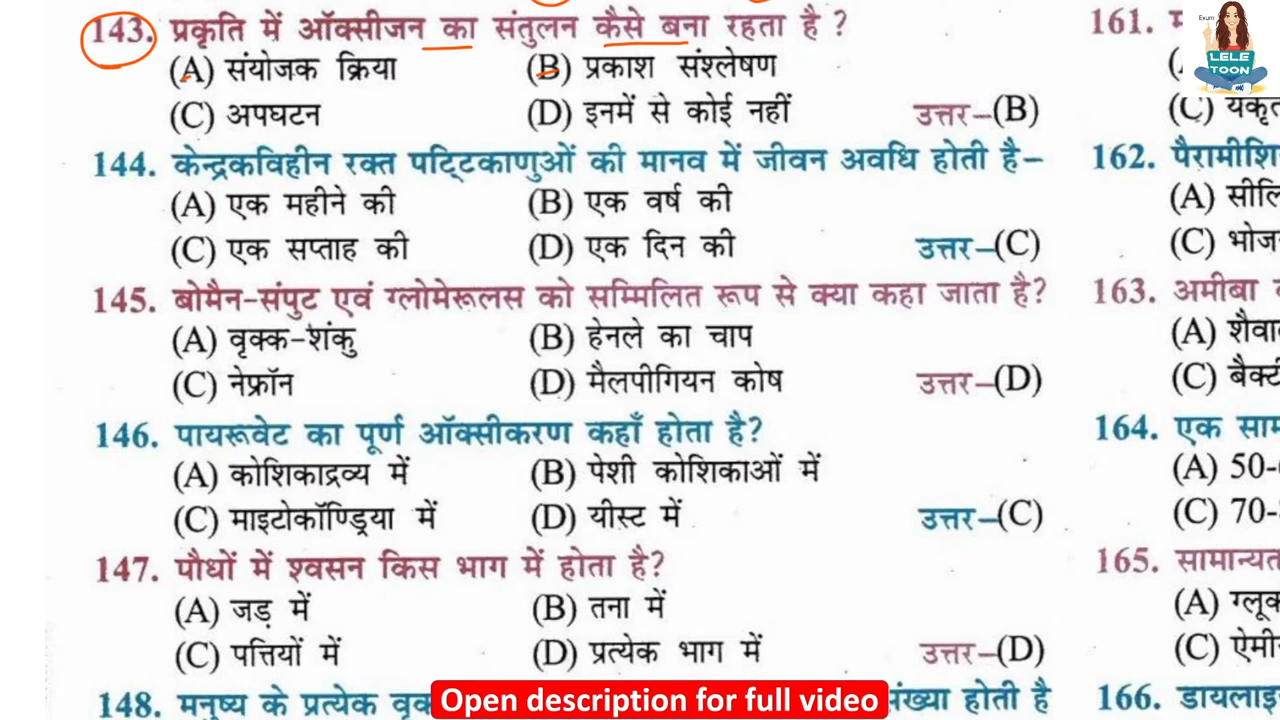 143. प्रकृति में ऑक्सीजन का संतुलन कैसे बना रहता है ?
(A) संयोजक क्रिया (B) प्रकाश संश्लेषण
(C) अपघटन (D) इनमें से कोई नहीं उत्तर–(B)
144. केन्द्रकविहीन रक्त पट्टिकाणुओं की मानव में जीवन अवधि होती है–
(A) एक महीने की (B) एक वर्ष की
(C) एक सप्ताह की (D) एक दिन की उत्तर–(C)
145. बोमैन-संपुट एवं ग्लोमेरूलस को सम्मिलित रूप से क्या कहा जाता है?
(A) वृक्क-शंकु (B) हेनले का चाप
(C) नेफ्रॉन (D) मैलपीगियन कोष उत्तर–(D)
146. पायरूवेट का पूर्ण ऑक्सीकरण कहाँ होता है?
(A) कोशिकाद्रव्य में (B) पेशी कोशिकाओं में
(C) माइटोकॉण्ड्रिया में (D) यीस्ट में उत्तर–(C)
147. पौधों में श्वसन किस भाग में होता है?
(A) जड़ में (B) तना में
(C) पत्तियों में (D) प्रत्येक भाग में उत्तर–(D)
148. मनुष्य के प्रत्येक संख्या होती है
161.
(C)
162.
(A)
(C)
163. अमीबा
(A)
(C)
164. एक
(A) 50-
(C) 70-
165.
(A)
(C)
166.
Exum
LELE
TOON
Open description for full video